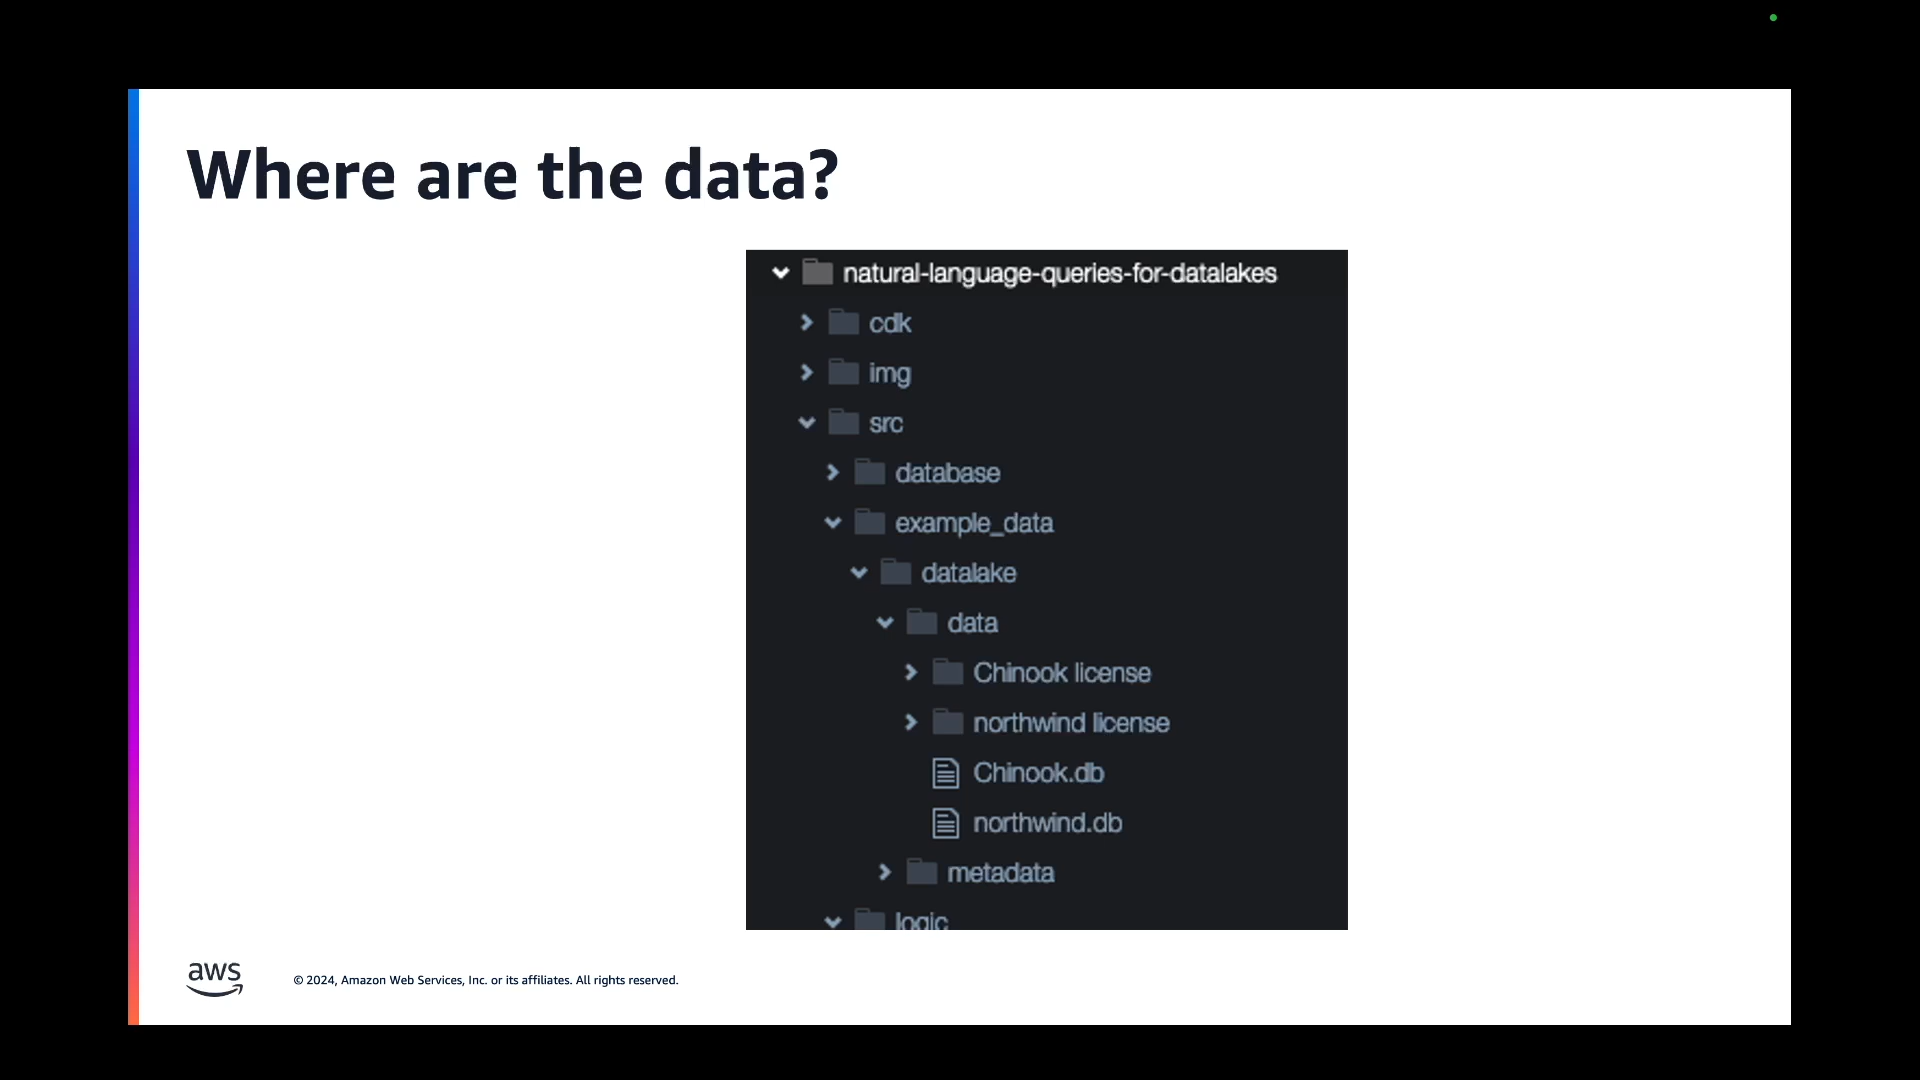 Where are the data?
natural-language-queries-for-datalakes
cdk
img
src
database
example_data
datalake
data
Chinook license
northwind license
Chinook.db
northwind.db
metadata
logic
aws
© 2024, Amazon Web Services, Inc. or its affiliates. All rights reserved.